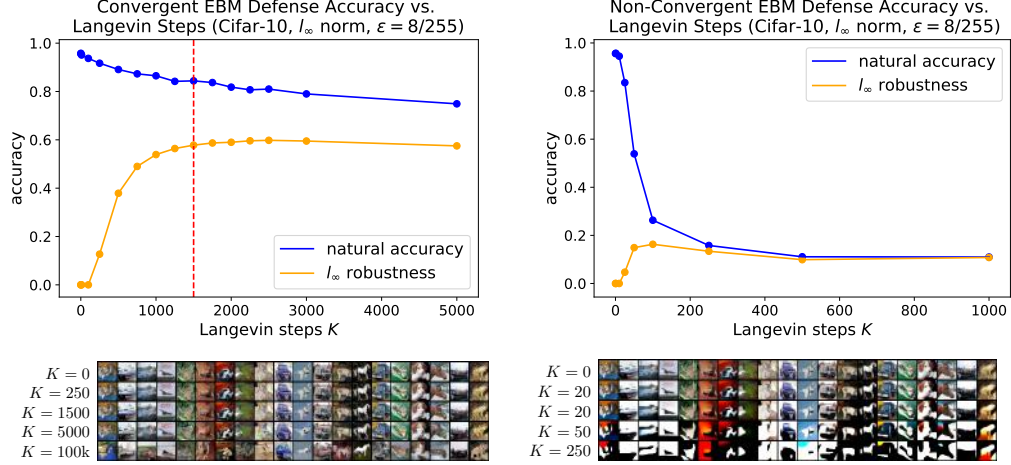 Convergent EBM Defense Accuracy vs.
Langevin Steps (Cifar-10, l∞ norm, ε = 8/255)
1.0
0.8
0.6
0.4
0.2
0.0
accuracy
natural accuracy
l∞ robustness
0 1000 2000 3000 4000 5000
Langevin steps K
K = 0
K = 250
K = 1500
K = 5000
K = 100k
Non-Convergent EBM Defense Accuracy vs.
Langevin Steps (Cifar-10, l∞ norm, ε = 8/255)
1.0
0.8
0.6
0.4
0.2
0.0
accuracy
natural accuracy
l∞ robustness
0 200 400 600 800 1000
Langevin steps K
K = 0
K = 20
K = 20
K = 50
K = 250